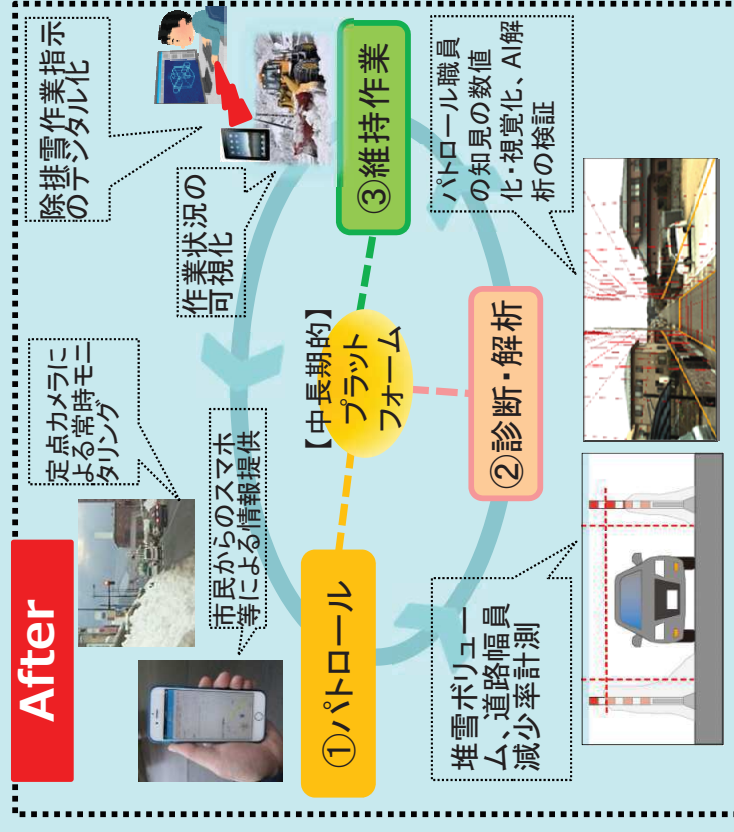 After
定点カメラに
よる常時モニ
タリング
除排雪作業指示
のデジタル化
市民からのスマホ
等による情報提供
作業状況の
可視化
①パトロール
【中長期的】
プラット
フォーム
③維持作業
②診断・解析
堆雪ボリュー
ム、道路幅員
減少率計測
パトロール職員
の知見の数値
化・視覚化、AI解
析の検証